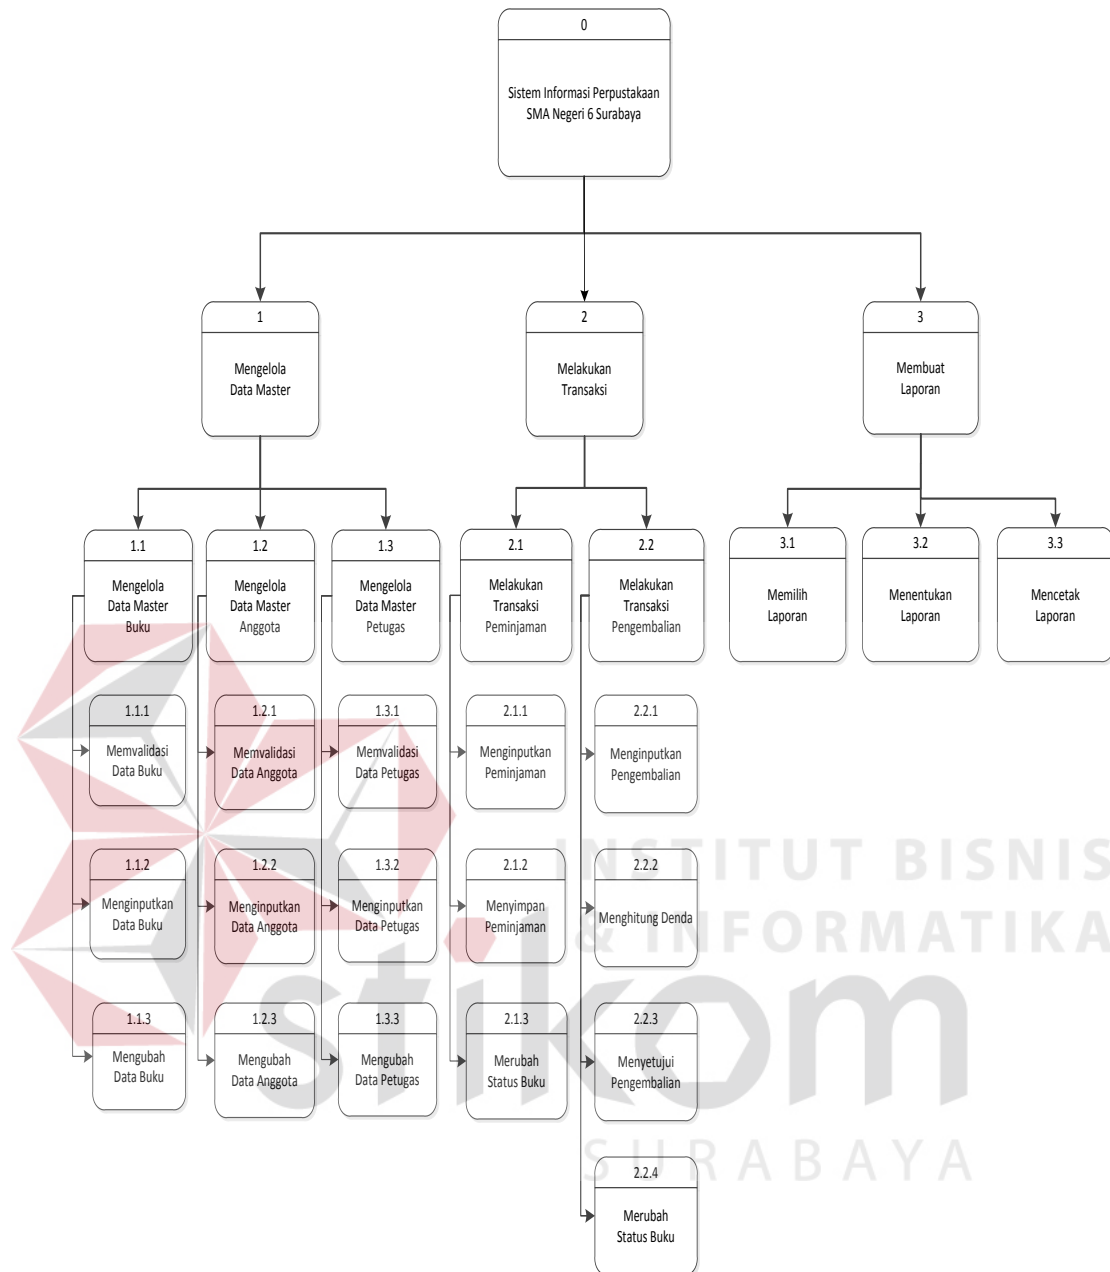 0
Sistem Informasi Perpustakaan
SMA Negeri 6 Surabaya
1
Mengelola
Data Master
2
Melakukan
Transaksi
3
Membuat
Laporan
1.1
Mengelola
Data Master
Buku
1.2
Mengelola
Data Master
Anggota
1.3
Mengelola
Data Master
Petugas
2.1
Melakukan
Transaksi
Peminjaman
2.2
Melakukan
Transaksi
Pengembalian
3.1
Memilih
Laporan
3.2
Menentukan
Laporan
3.3
Mencetak
Laporan
1.1.1
Memvalidasi
Data Buku
1.2.1
Memvalidasi
Data Anggota
1.3.1
Memvalidasi
Data Petugas
2.1.1
Menginputkan
Peminjaman
2.2.1
Menginputkan
Pengembalian
1.1.2
Menginputkan
Data Buku
1.2.2
Menginputkan
Data Anggota
1.3.2
Menginputkan
Data Petugas
2.1.2
Menyimpan
Peminjaman
2.2.2
Menghitung Denda
1.1.3
Mengubah
Data Buku
1.2.3
Mengubah
Data Anggota
1.3.3
Mengubah
Data Petugas
2.1.3
Merubah
Status Buku
2.2.3
Menyetujui
Pengembalian
2.2.4
Merubah
Status Buku
INSTITUT BISNIS
& INFORMATIKA
stikom
SURABAYA